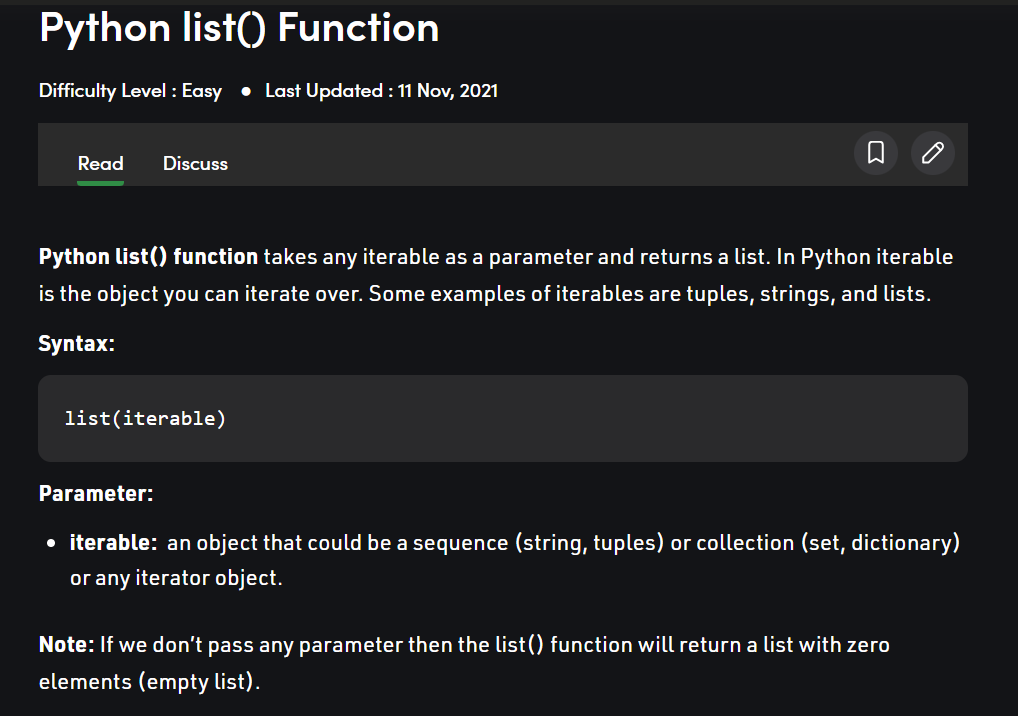 Python list() Function
Difficulty Level : Easy ● Last Updated : 11 Nov, 2021
Read Discuss
Python list() function takes any iterable as a parameter and returns a list. In Python iterable
is the object you can iterate over. Some examples of iterables are tuples, strings, and lists.
Syntax:
list(iterable)
Parameter:
• iterable: an object that could be a sequence (string, tuples) or collection (set, dictionary)
or any iterator object.
Note: If we don’t pass any parameter then the list() function will return a list with zero
elements (empty list).